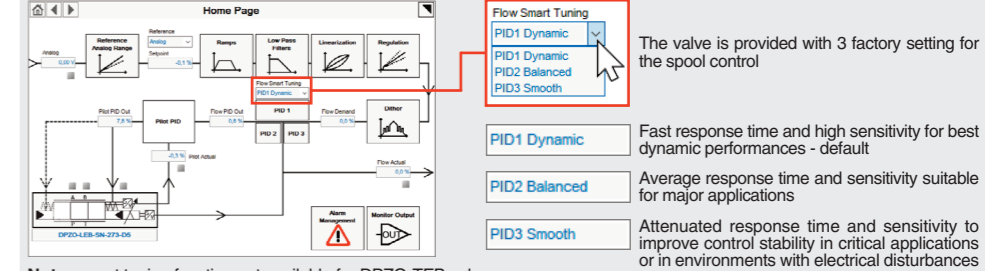 Home Page
Reference
Analog Range
Reference
Analog
Setpoint
-0,1 %
Analog
0,00 V
Ramps
Low Pass
Filters
Linearization
Regulation
Flow Smart Tuning
PID1 Dynamic
Pilot PID Out
7,8 %
Pilot PID
Flow PID Out
0,8 %
PID 1
PID 2
PID 3
Flow Demand
0,0 %
Dither
Pilot Actual
Flow Actual
0,0 %
A B
P T
DPZO-LEB-SN-273-D5
Alarm
Management
Monitor Output
OUT
Flow Smart Tuning
PID1 Dynamic
PID1 Dynamic
PID2 Balanced
PID3 Smooth
The valve is provided with 3 factory setting for
the spool control
PID1 Dynamic
Fast response time and high sensitivity for best
dynamic performances - default
PID2 Balanced
Average response time and sensitivity suitable
for major applications
PID3 Smooth
Attenuated response time and sensitivity to
improve control stability in critical applications
or in environments with electrical disturbances